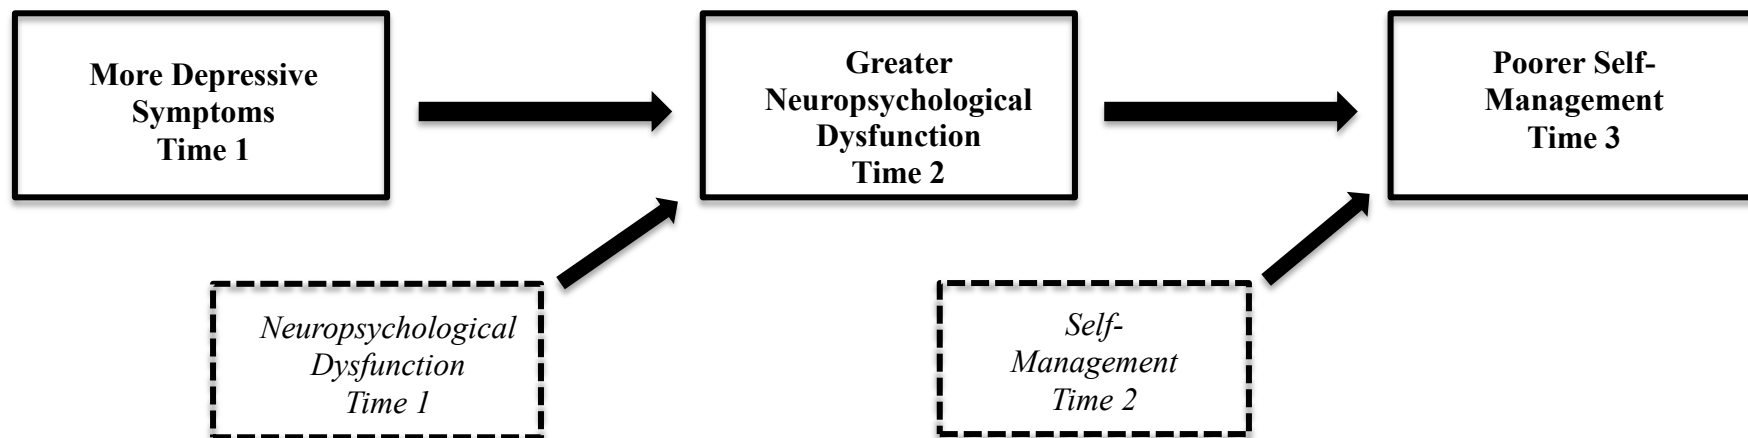 More Depressive
Symptoms
Time 1
Greater
Neuropsychological
Dysfunction
Time 2
Poorer Self-
Management
Time 3
Neuropsychological
Dysfunction
Time 1
Self-
Management
Time 2